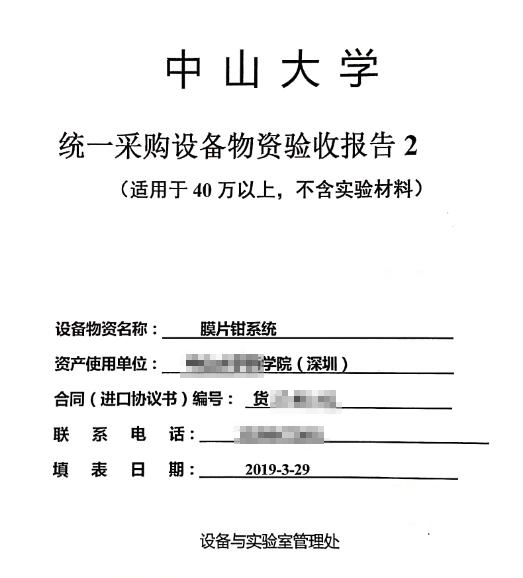 中山大学
统一采购设备物资验收报告 2
（适用于 40 万以上，不含实验材料）
设备物资名称： 膜片钳系统
资产使用单位： 学院（深圳）
合同（进口协议书）编号： 货
联 系 电 话：
填 表 日 期： 2019-3-29
设备与实验室管理处